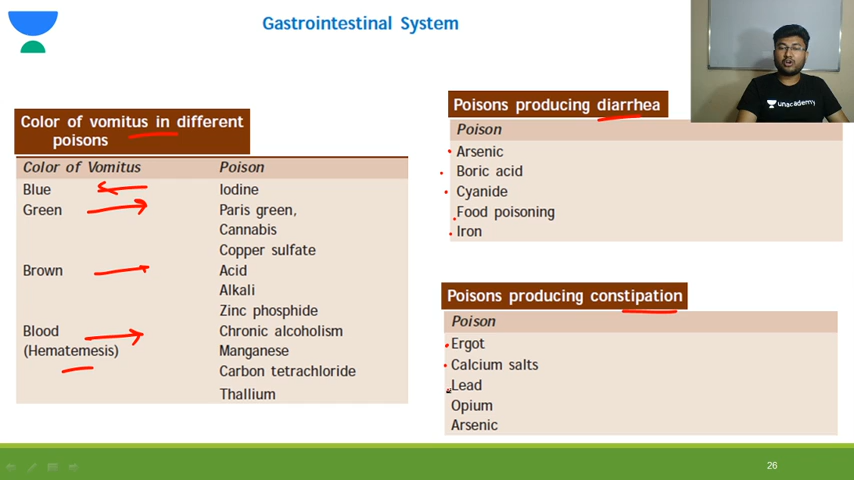 Gastrointestinal System
unacademy
Color of vomitus in different
poisons
Color of Vomitus Poison
Blue Iodine
Green Paris green,
Cannabis
Copper sulfate
Brown Acid
Alkali
Zinc phosphide
Blood Chronic alcoholism
(Hematemesis) Manganese
Carbon tetrachloride
Thallium
Poisons producing diarrhea
Poison
Arsenic
Boric acid
Cyanide
Food poisoning
Iron
Poisons producing constipation
Poison
Ergot
Calcium salts
Lead
Opium
Arsenic
26